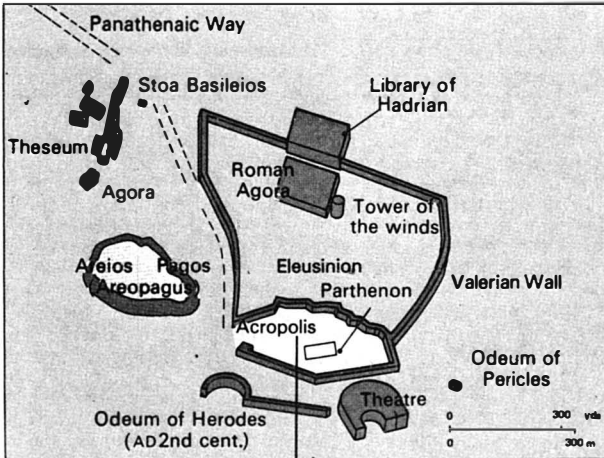 Panathenaic Way
Stoa Basileios
Library of
Hadrian
Theseum
Roman
Agora
Agora
Tower of
the winds
Areios Pagos
(Areopagus)
Eleusinion
Parthenon
Valerian Wall
Acropolis
Odeum of
Pericles
Theatre
Odeum of Herodes
(AD2nd cent.)
0 300 yds
0 300 m